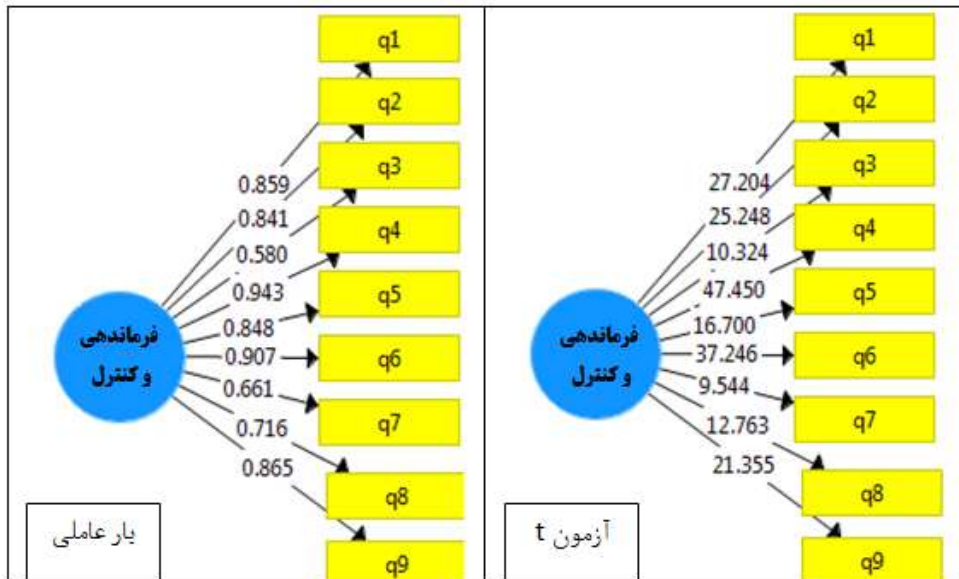 q1
q2
q3
q4
q5
q6
q7
q8
q9
0.859
0.841
0.580
0.943
0.848
0.907
0.661
0.716
0.865
فرماندهی
و کنترل
بار عاملی
q1
q2
q3
q4
q5
q6
q7
q8
q9
27.204
25.248
10.324
47.450
16.700
37.246
9.544
12.763
21.355
فرماندهی
و کنترل
آزمون t